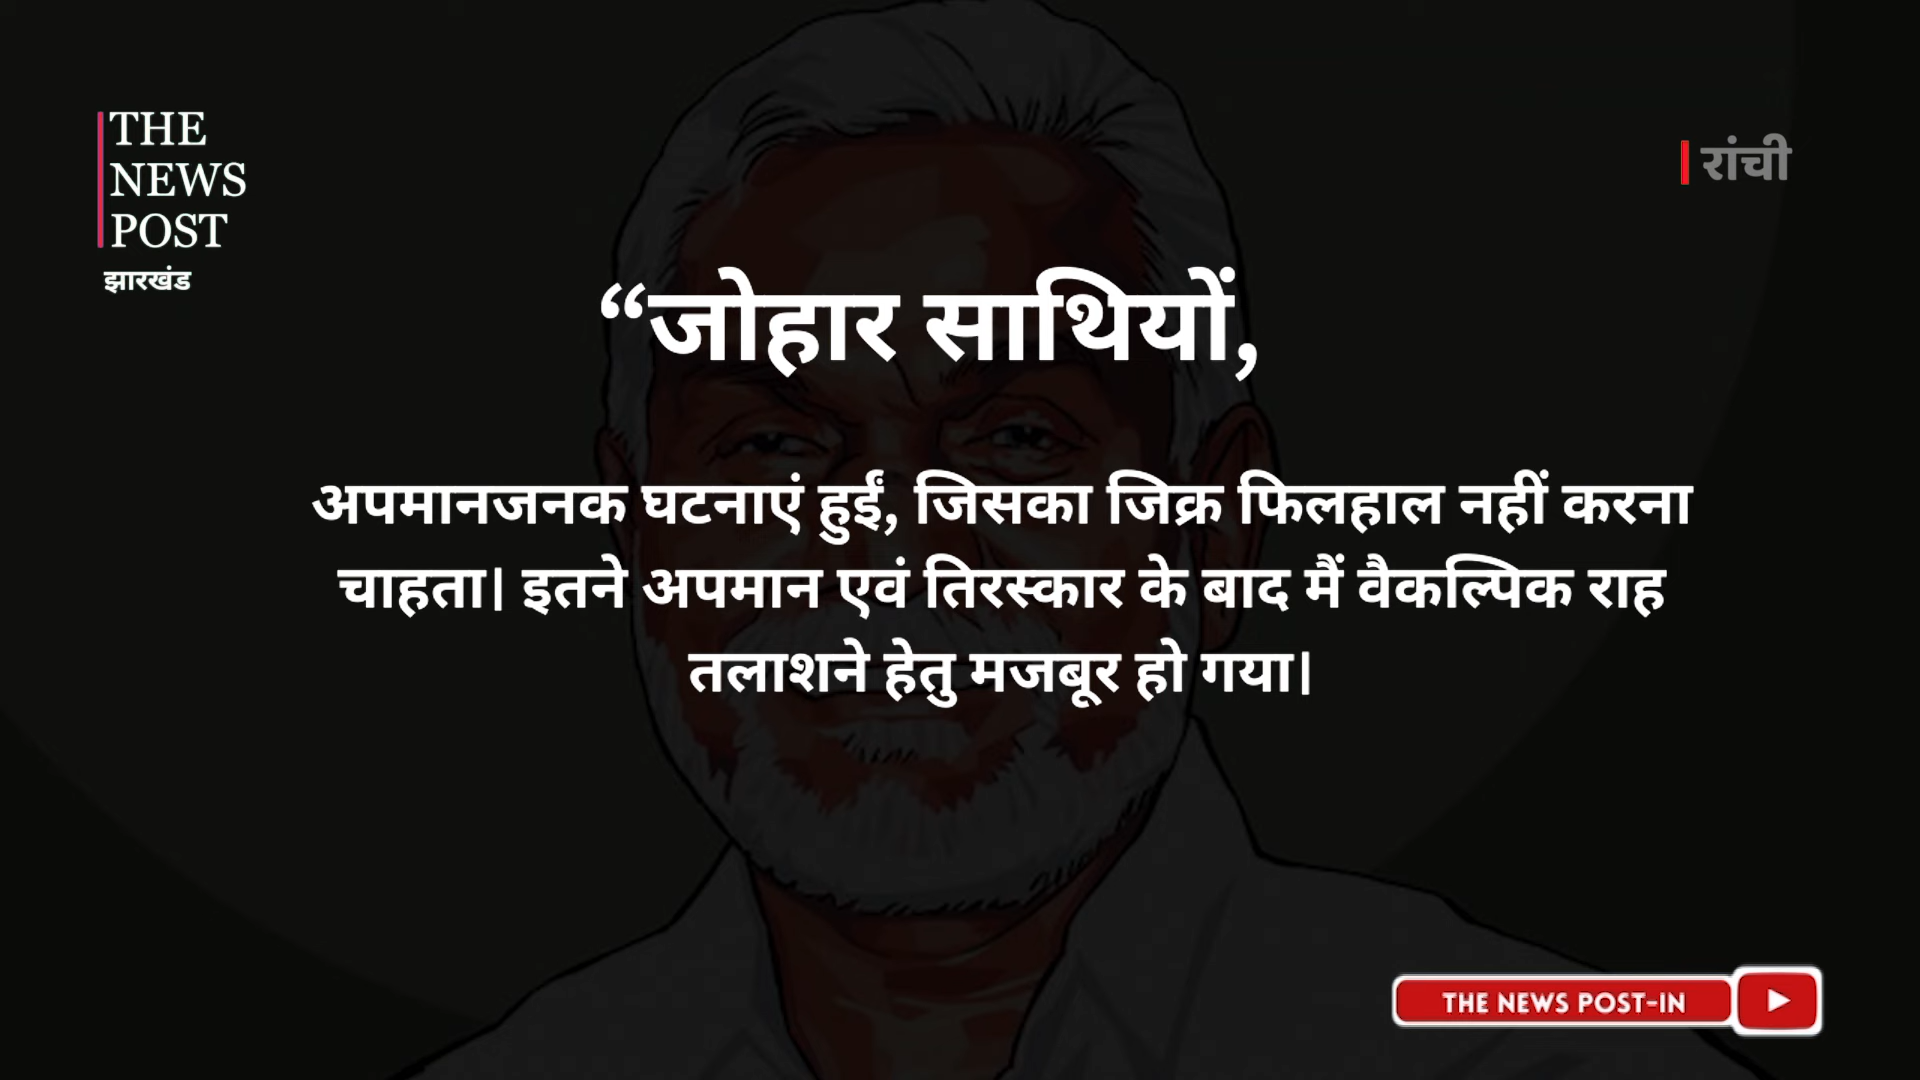 THE
NEWS
POST
झारखंड
रांची
“जोहार साथियों,
अपमानजनक घटनाएं हुईं, जिसका जिक्र फिलहाल नहीं करना
चाहता। इतने अपमान एवं तिरस्कार के बाद मैं वैकल्पिक राह
तलाशने हेतु मजबूर हो गया।
THE NEWS POST-IN